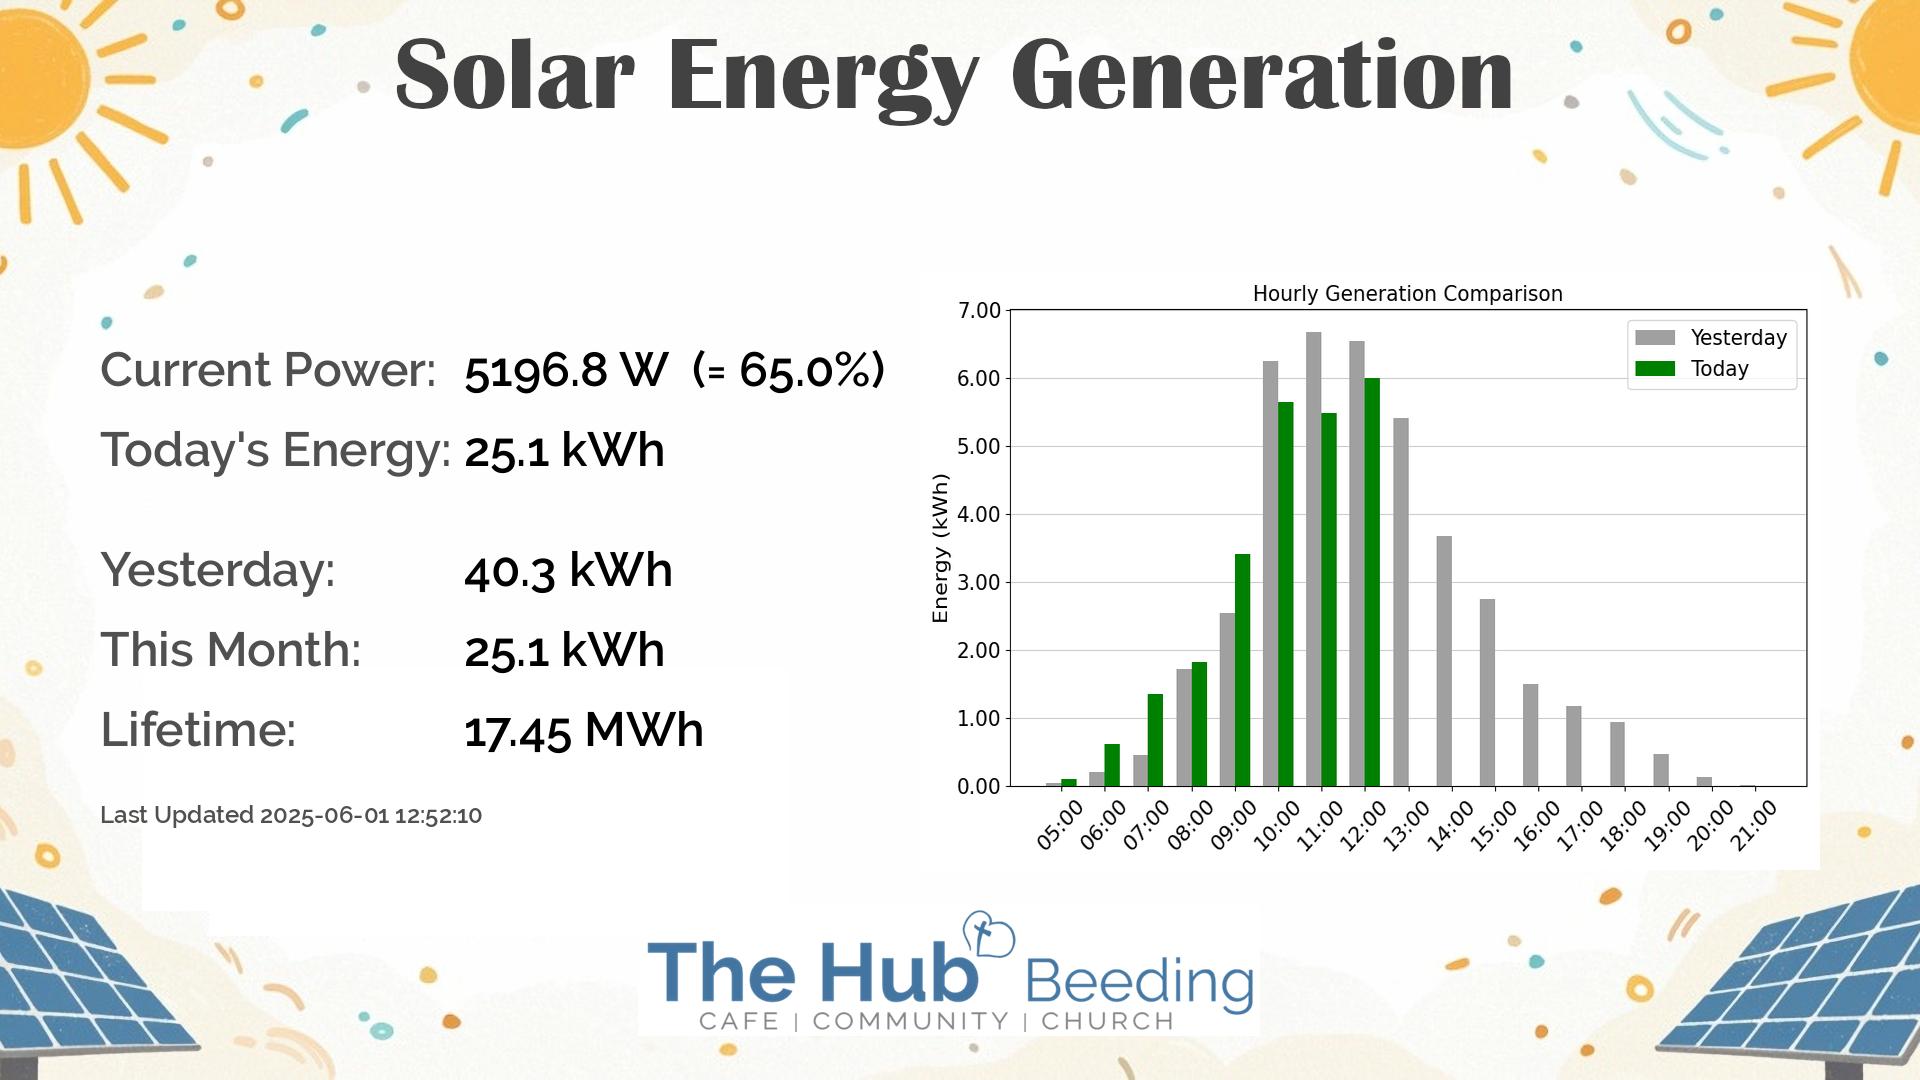 Solar Energy Generation
Current Power: 5196.8 W (= 65.0%)
Today's Energy: 25.1 kWh
Yesterday: 40.3 kWh
This Month: 25.1 kWh
Lifetime: 17.45 MWh
Last Updated 2025-06-01 12:52:10
Hourly Generation Comparison
Yesterday
Today
Energy (kWh)
7.00
6.00
5.00
4.00
3.00
2.00
1.00
0.00
05:00 06:00 07:00 08:00 09:00 10:00 11:00 12:00 13:00 14:00 15:00 16:00 17:00 18:00 19:00 20:00 21:00
The Hub Beeding
CAFE | COMMUNITY | CHURCH